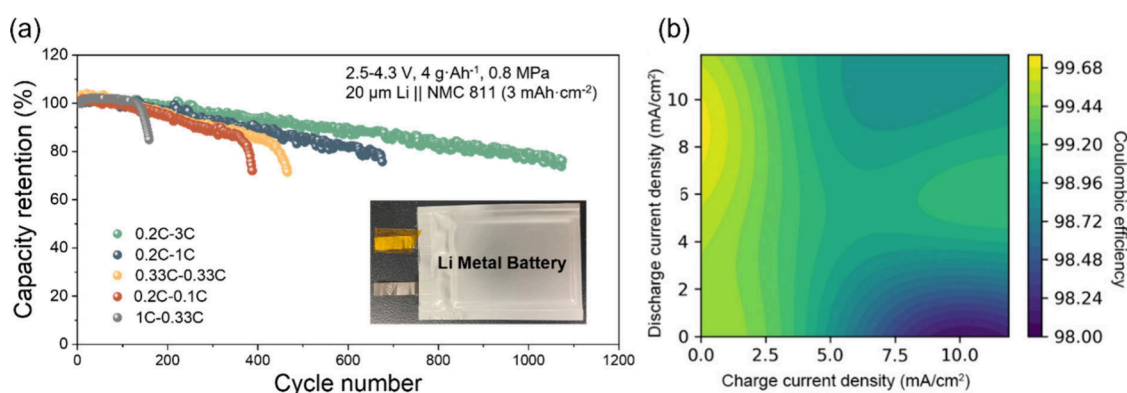 (a)
120
100
80
60
40
20
0
Capacity retention (%)
2.5-4.3 V, 4 g·Ah⁻¹, 0.8 MPa
20 μm Li || NMC 811 (3 mAh·cm⁻²)
0.2C-3C
0.2C-1C
0.33C-0.33C
0.2C-0.1C
1C-0.33C
Li Metal Battery
0 200 400 600 800 1000 1200
Cycle number
(b)
Discharge current density (mA/cm²)
10
8
6
4
2
0
0.0 2.5 5.0 7.5 10.0
Charge current density (mA/cm²)
99.68
99.44
99.20
98.96
98.72
98.48
98.24
98.00
Coulombic efficiency